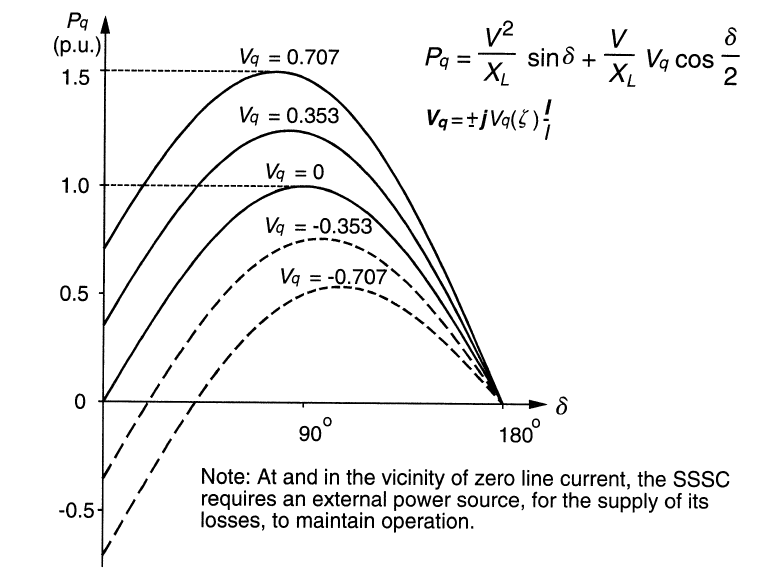 Pq
(p.u.)
1.5
1.0
0.5
0
-0.5
Vq = 0.707
Vq = 0.353
Vq = 0
Vq = -0.353
Vq = -0.707
Pq = V²/X_L sin δ + V/X_L Vq cos δ/2
Vq = ±jVq(ζ) I/I
90°
180°
δ
Note: At and in the vicinity of zero line current, the SSSC
requires an external power source, for the supply of its
losses, to maintain operation.